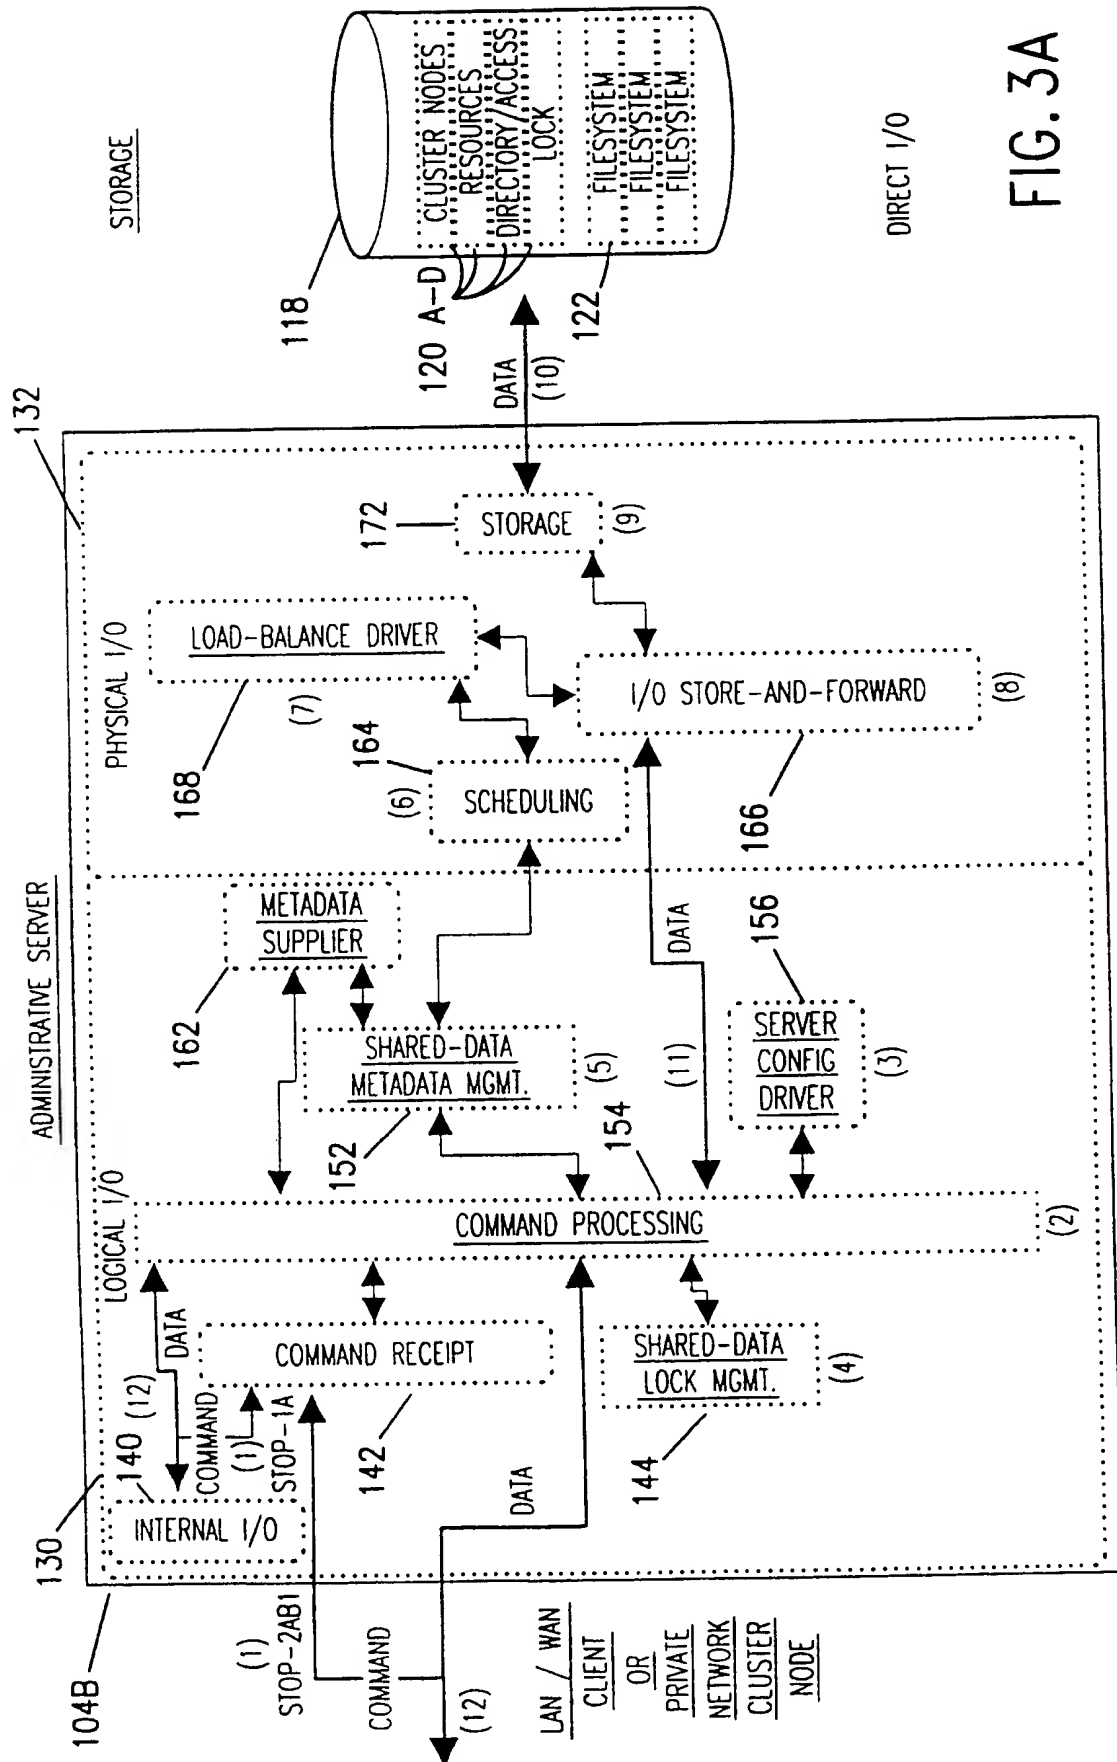 ADMINISTRATIVE SERVER
STORAGE
104B
130
132
LOGICAL I/O
PHYSICAL I/O
140
INTERNAL I/O
(12)
DATA
COMMAND
(1)
STOP-1A
(1)
STOP-2AB1
COMMAND
(12)
DATA
COMMAND RECEIPT
142
SHARED-DATA
LOCK MGMT.
(4)
144
COMMAND PROCESSING
(2)
154
METADATA
SUPPLIER
162
SHARED-DATA
METADATA MGMT.
(5)
152
(11)
DATA
SERVER
CONFIG
DRIVER
(3)
156
168
LOAD-BALANCE DRIVER
(7)
164
(6)
SCHEDULING
I/O STORE-AND-FORWARD
(8)
166
172
STORAGE
(9)
DATA
(10)
118
120 A-D
CLUSTER NODES
RESOURCES
DIRECTORY/ACCESS
LOCK
FILESYSTEM
FILESYSTEM
FILESYSTEM
122
LAN / WAN
CLIENT
OR
PRIVATE
NETWORK
CLUSTER
NODE
DIRECT I/O
FIG. 3A